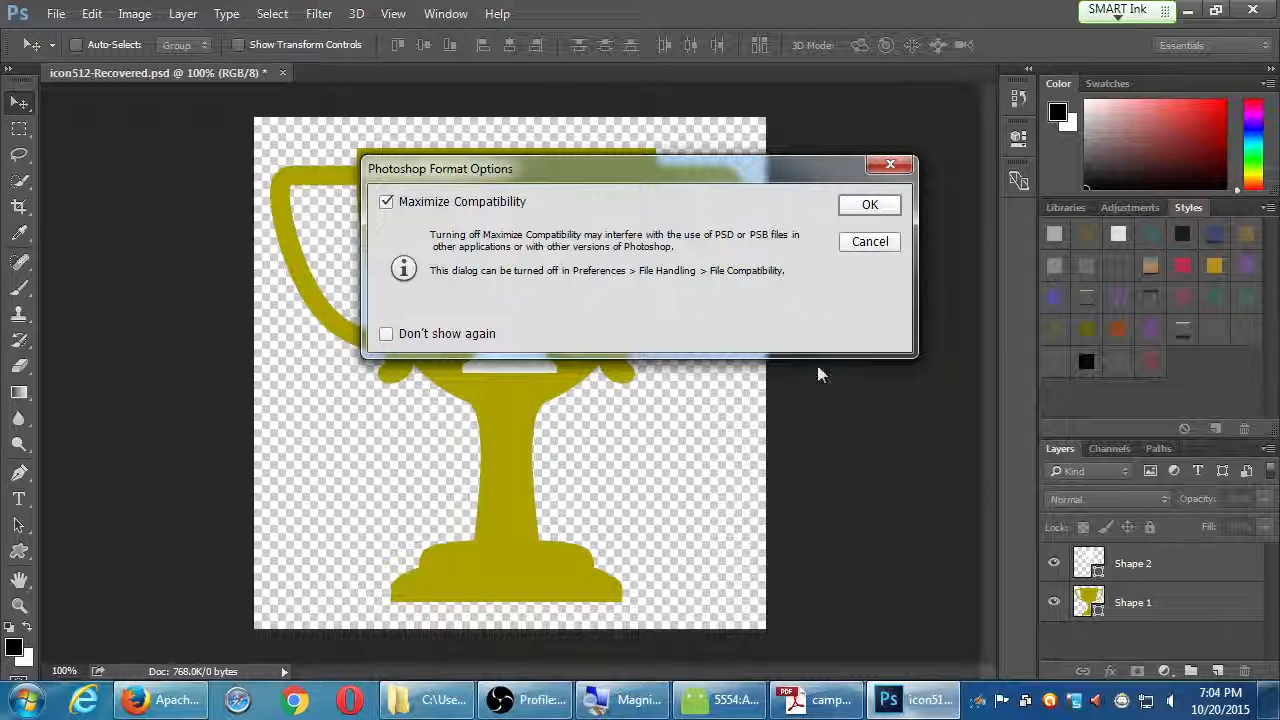 Ps File Edit Image Layer Type Select Filter 3D View Window Help
SMART Ink
Auto-Select: Group Show Transform Controls 3D Mode: Essentials
icon512-Recovered.psd @ 100% (RGB/8) *
Color Swatches
Photoshop Format Options
Maximize Compatibility
OK
Turning off Maximize Compatibility may interfere with the use of PSD or PSB files in
other applications or with other versions of Photoshop.
Cancel
This dialog can be turned off in Preferences > File Handling > File Compatibility.
Don't show again
Libraries Adjustments Styles
Layers Channels Paths
Kind
Normal Opacity:
Lock: Fill:
Shape 2
Shape 1
100% Doc: 768.0K/0 bytes
Apach... C:\Use... Profile:... Magni... 5554:A... PDF camp... Ps icon51...
7:04 PM
10/20/2015